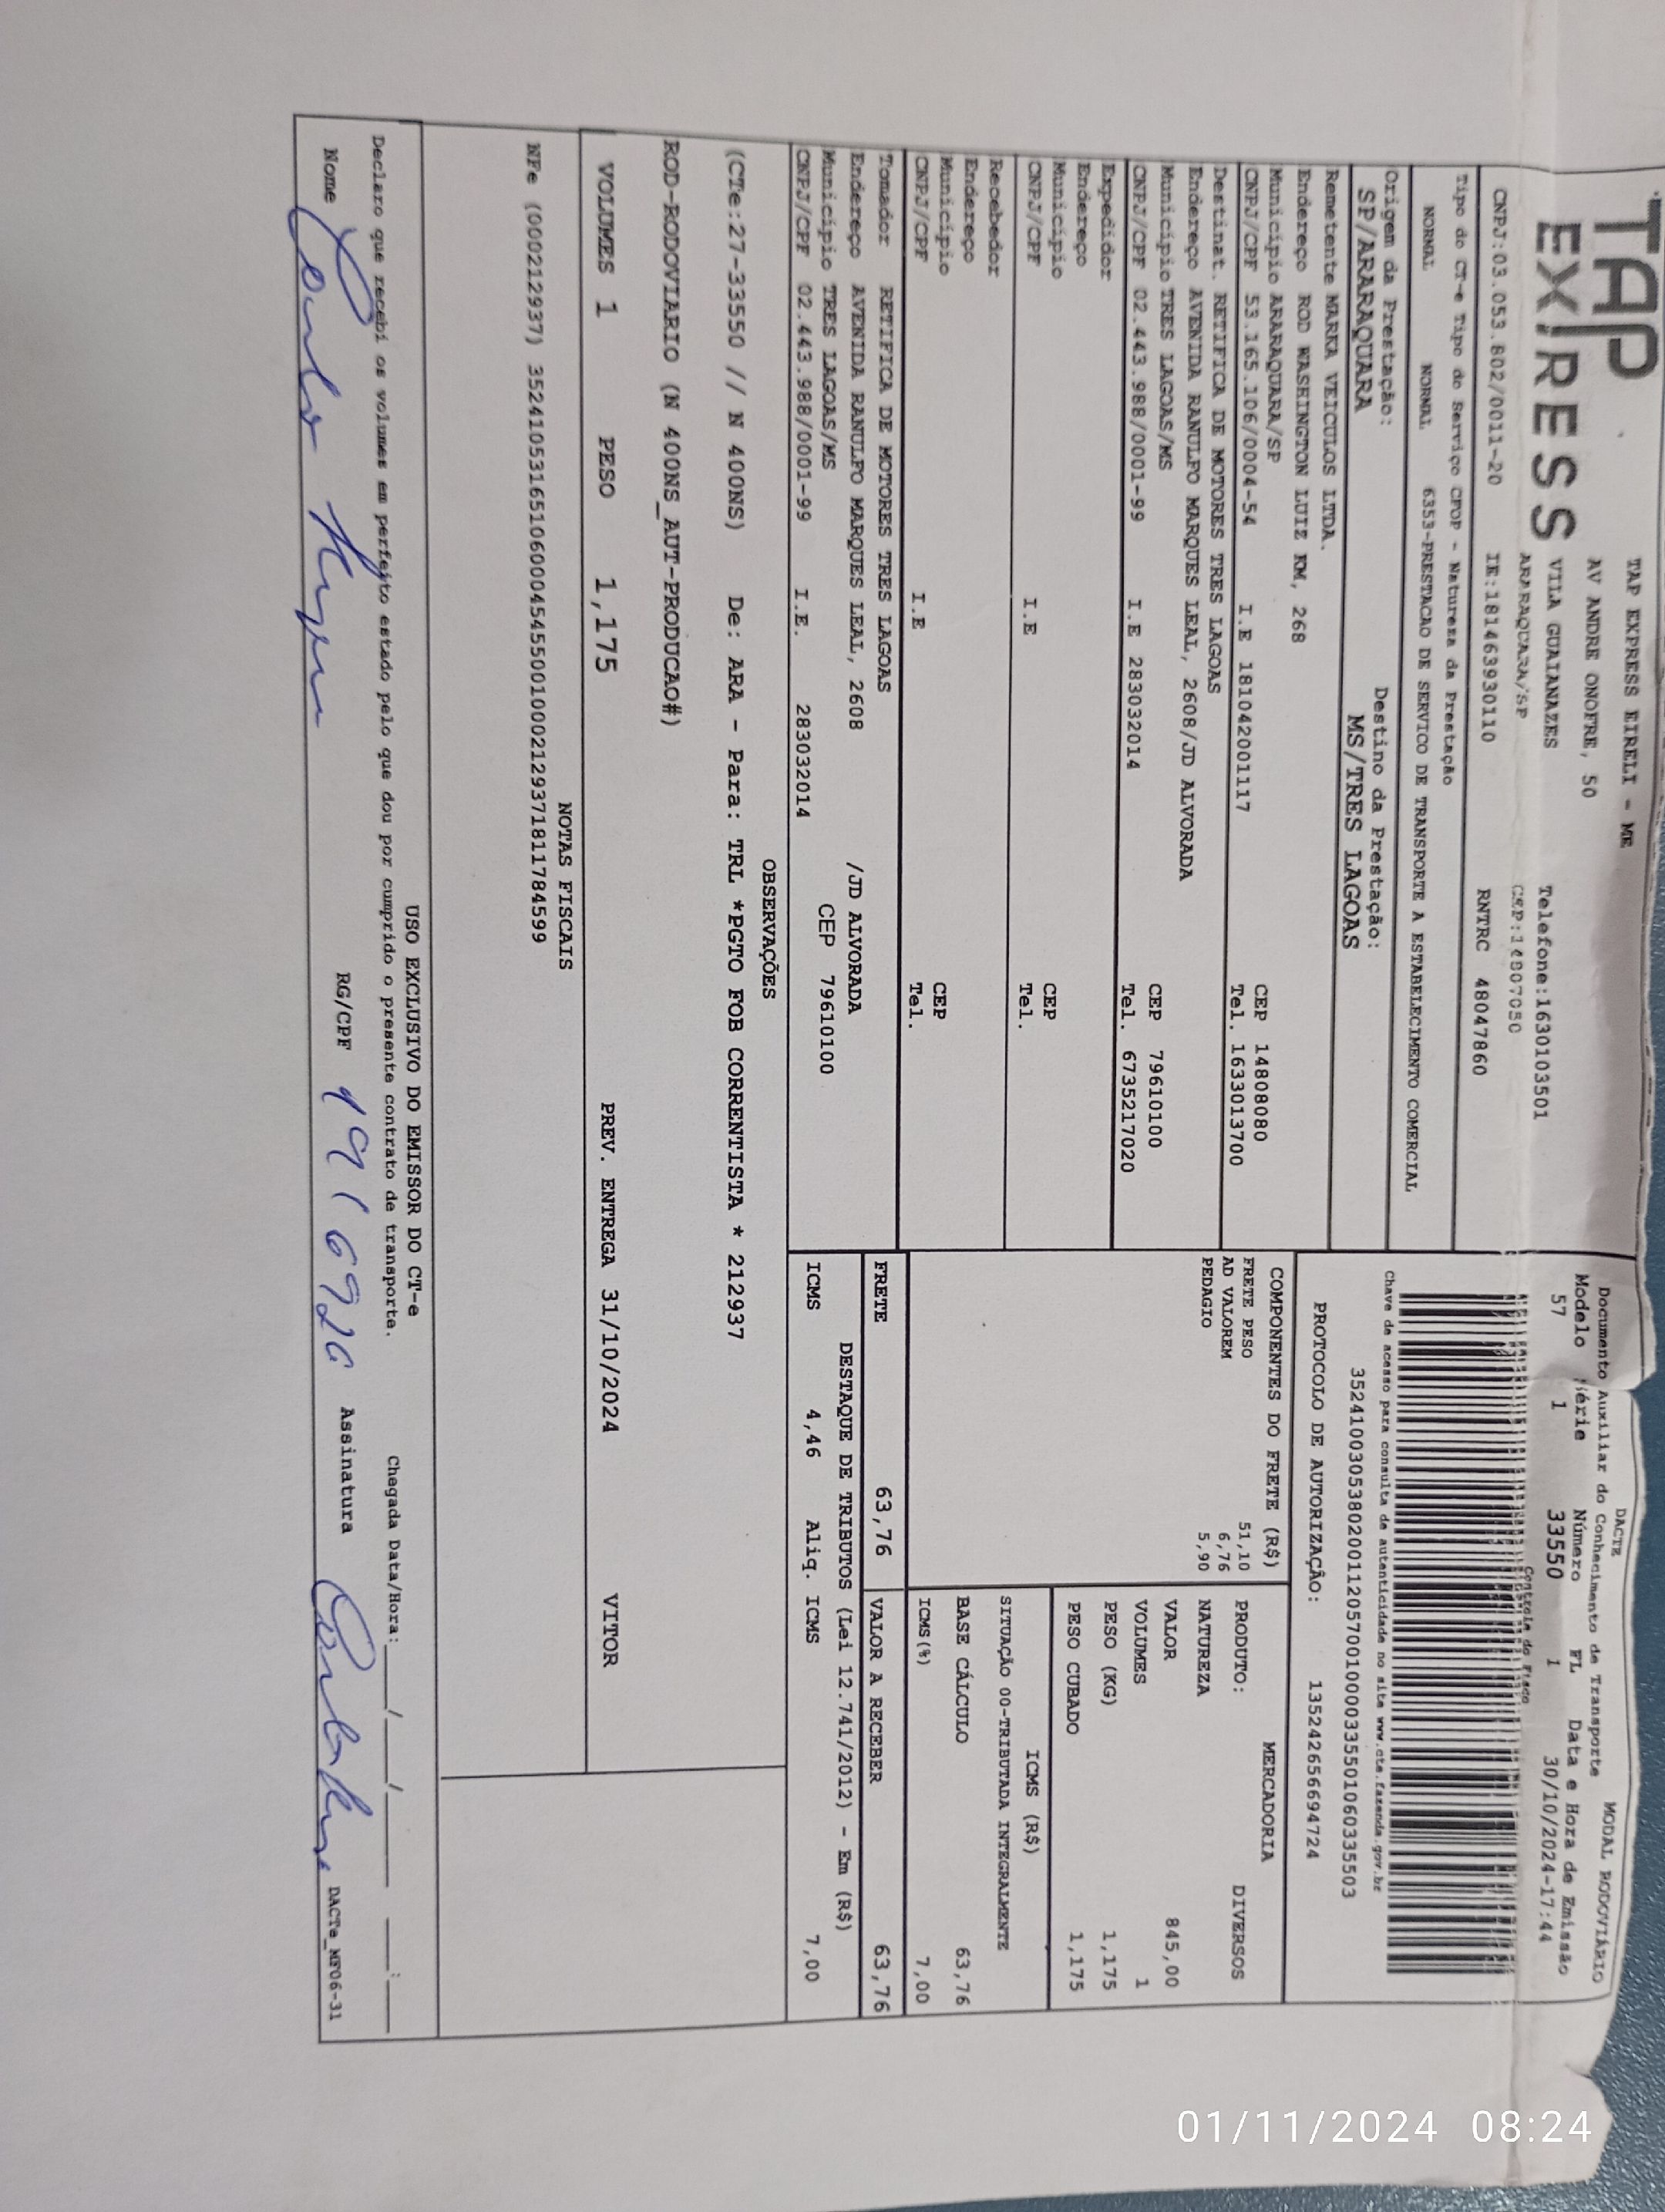 TAP
EXPRESS
TAP EXPRESS EIRELI - ME
AV ANDRE ONOFRE, 50
VILA GUAIANAZES Telefone:1630103501
ARARAQUARA/SP CEP:14807050
CNPJ:03.053.802/0011-20 IE:181463930110 RNTRC 48047860
Tipo do CT-e Tipo do Serviço CFOP - Natureza da Prestação
NORMAL NORMAL 6353-PRESTACAO DE SERVICO DE TRANSPORTE A ESTABELECIMENTO COMERCIAL
Origem da Prestação: Destino da Prestação:
SP/ARARAQUARA MS/TRES LAGOAS
Remetente MARKA VEICULOS LTDA.
Endereço ROD WASHINGTON LUIZ KM, 268
Município ARARAQUARA/SP CEP 14808080
CNPJ/CPF 53.165.106/0004-54 I.E 181042001117 Tel. 1633013700
Destinat. RETIFICA DE MOTORES TRES LAGOAS
Endereço AVENIDA RANULFO MARQUES LEAL, 2608/JD ALVORADA
Município TRES LAGOAS/MS CEP 79610100
CNPJ/CPF 02.443.988/0001-99 I.E 283032014 Tel. 6735217020
Expedidor
Endereço
Município CEP
CNPJ/CPF I.E Tel.
Recebedor
Endereço
Município CEP
CNPJ/CPF I.E Tel.
Tomador RETIFICA DE MOTORES TRES LAGOAS
Endereço AVENIDA RANULFO MARQUES LEAL, 2608 /JD ALVORADA
Município TRES LAGOAS/MS CEP 79610100
CNPJ/CPF 02.443.988/0001-99 I.E. 283032014
DACTE MODAL RODOVIÁRIO
Documento Auxiliar do Conhecimento de Transporte
Modelo Série Número FL Data e Hora de Emissão
57 1 33550 1 30/10/2024-17:44
Controle do Fisco
Chave de acesso para consulta de autenticidade no site www.cte.fazenda.gov.br
35241003053802001120570010000335501060335503
PROTOCOLO DE AUTORIZAÇÃO: 135242656694724
COMPONENTES DO FRETE (R$)
FRETE PESO 51,10
AD VALOREM 6,76
PEDAGIO 5,90
MERCADORIA
PRODUTO: DIVERSOS
NATUREZA
VALOR 845,00
VOLUMES 1
PESO (KG) 1,175
PESO CUBADO 1,175
ICMS (R$)
SITUAÇÃO 00-TRIBUTADA INTEGRALMENTE
BASE CÁLCULO 63,76
ICMS(%) 7,00
FRETE 63,76 VALOR A RECEBER 63,76
DESTAQUE DE TRIBUTOS (Lei 12.741/2012) - Em (R$)
ICMS 4,46 Aliq. ICMS 7,00
OBSERVAÇÕES
(CTe:27-33550 // N 400NS) De: ARA - Para: TRL *PGTO FOB CORRENTISTA * 212937
ROD-RODOVIARIO (N 400NS_AUT-PRODUCAO#)
VOLUMES 1 PESO 1,175 PREV. ENTREGA 31/10/2024 VITOR
NOTAS FISCAIS
NFe (000212937) 35241053165106000454550010002129371811784599
USO EXCLUSIVO DO EMISSOR DO CT-e
Declaro que recebi os volumes em perfeito estado pelo que dou por cumprido o presente contrato de transporte. Chegada Data/Hora:____/____/______ ____:____
Nome RG/CPF Assinatura DACTe_MF06-31
01/11/2024 08:24